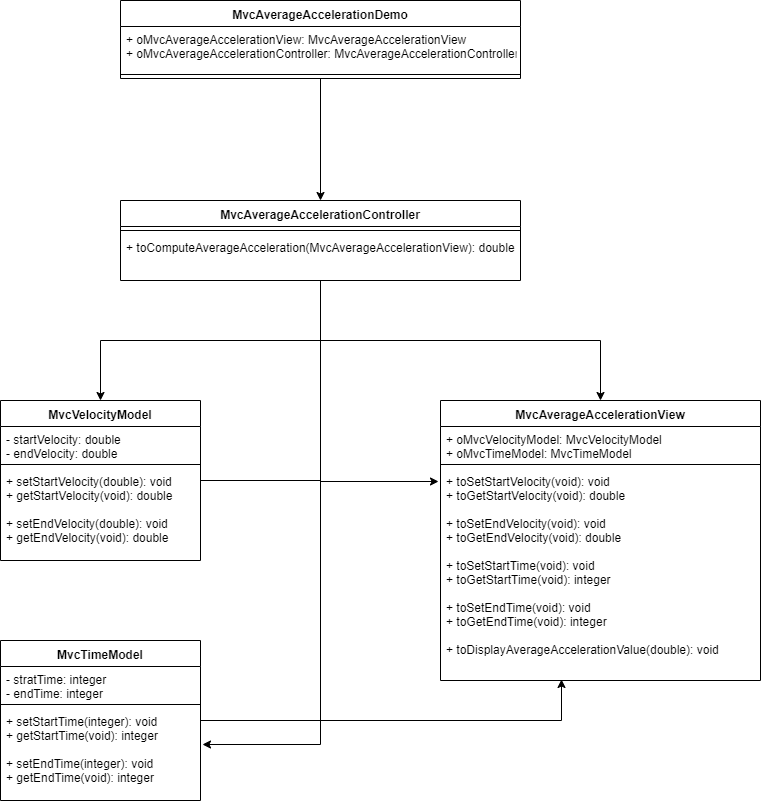 MvcAverageAccelerationDemo
+ oMvcAverageAccelerationView: MvcAverageAccelerationView
+ oMvcAverageAccelerationController: MvcAverageAccelerationController
MvcAverageAccelerationController
+ toComputeAverageAcceleration(MvcAverageAccelerationView): double
MvcVelocityModel
- startVelocity: double
- endVelocity: double
+ setStartVelocity(double): void
+ getStartVelocity(void): double
+ setEndVelocity(double): void
+ getEndVelocity(void): double
MvcAverageAccelerationView
+ oMvcVelocityModel: MvcVelocityModel
+ oMvcTimeModel: MvcTimeModel
+ toSetStartVelocity(void): void
+ toGetStartVelocity(void): double
+ toSetEndVelocity(void): void
+ toGetEndVelocity(void): double
+ toSetStartTime(void): void
+ toGetStartTime(void): integer
+ toSetEndTime(void): void
+ toGetEndTime(void): integer
+ toDisplayAverageAccelerationValue(double): void
MvcTimeModel
- stratTime: integer
- endTime: integer
+ setStartTime(integer): void
+ getStartTime(void): integer
+ setEndTime(integer): void
+ getEndTime(void): integer